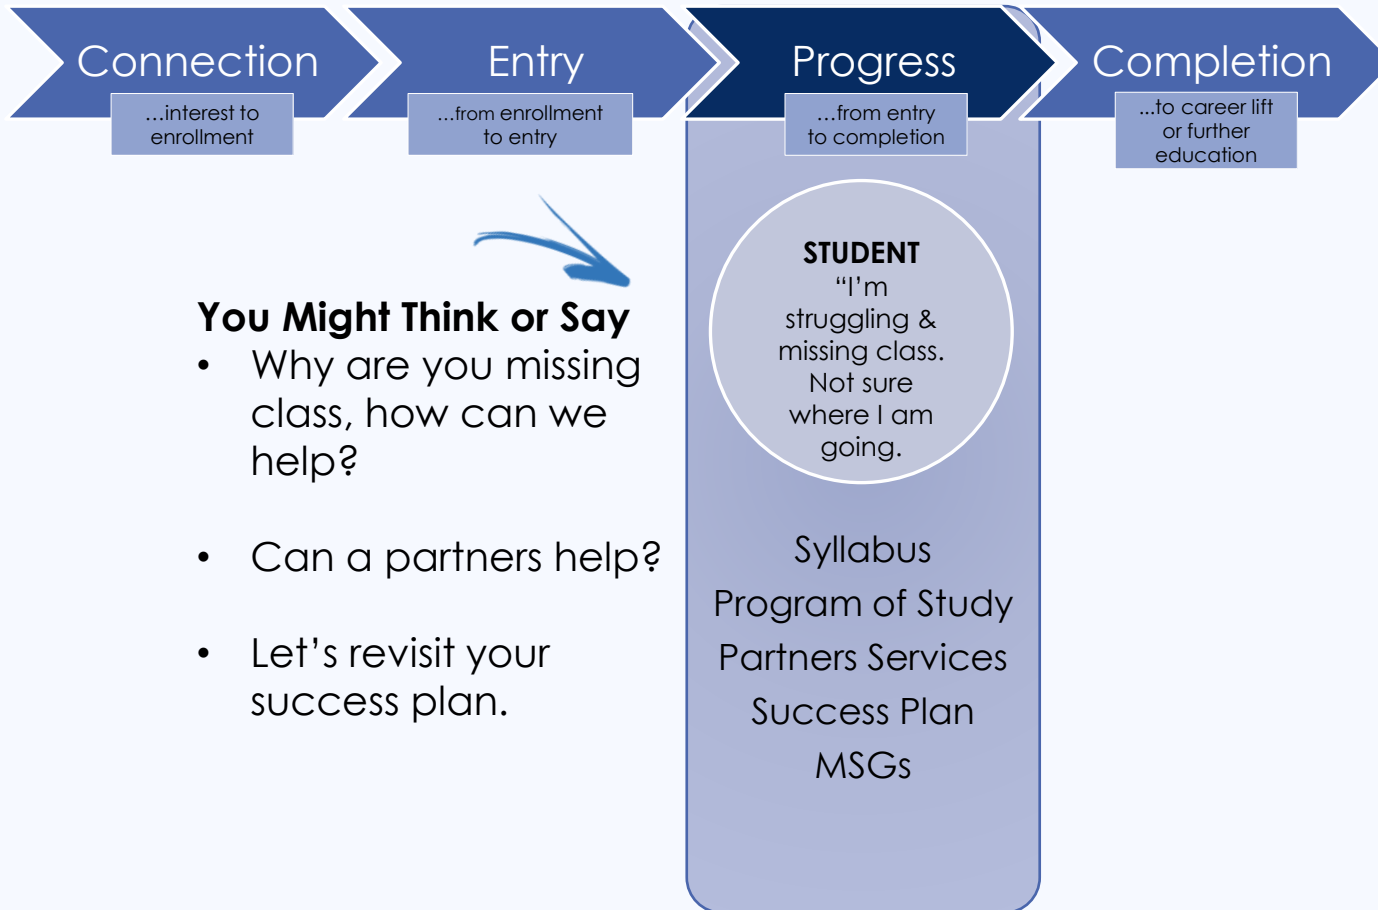 Connection
Entry
Progress
Completion
...interest to
enrollment
...from enrollment
to entry
...from entry
to completion
...to career lift
or further
education
You Might Think or Say
• Why are you missing
class, how can we
help?
• Can a partners help?
• Let’s revisit your
success plan.
STUDENT
“I’m
struggling &
missing class.
Not sure
where I am
going.
Syllabus
Program of Study
Partners Services
Success Plan
MSGs